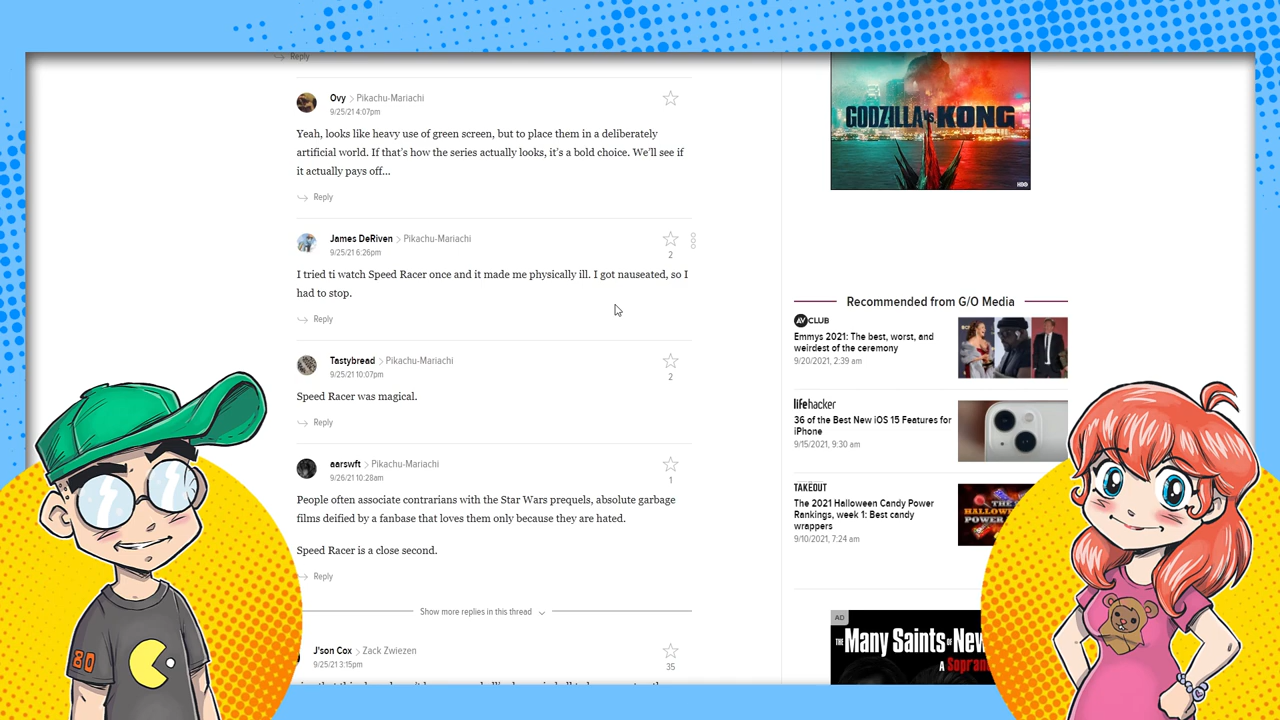 Reply
Ovy > Pikachu-Mariachi
9/25/21 4:07pm
Yeah, looks like heavy use of green screen, but to place them in a deliberately
artificial world. If that's how the series actually looks, it's a bold choice. We'll see if
it actually pays off...
Reply
James DeRiven > Pikachu-Mariachi
2
9/25/21 6:26pm
I tried ti watch Speed Racer once and it made me physically ill. I got nauseated, so I
had to stop.
Reply
Tastybread > Pikachu-Mariachi
2
9/25/21 10:07pm
Speed Racer was magical.
Reply
aarswft > Pikachu-Mariachi
1
9/26/21 10:28am
People often associate contrarians with the Star Wars prequels, absolute garbage
films deified by a fanbase that loves them only because they are hated.
Speed Racer is a close second.
Reply
Show more replies in this thread
J'son Cox > Zack Zwiezen
35
9/25/21 3:15pm
GODZILLA vs. KONG
HBO
Recommended from G/O Media
AV CLUB
Emmys 2021: The best, worst, and
weirdest of the ceremony
9/20/2021, 2:39 am
lifehacker
36 of the Best New iOS 15 Features for
iPhone
9/15/2021, 9:30 am
TAKEOUT
The 2021 Halloween Candy Power
Rankings, week 1: Best candy
wrappers
9/10/2021, 7:24 am
THE
POWER
AD
THE Many Saints of New
A
80